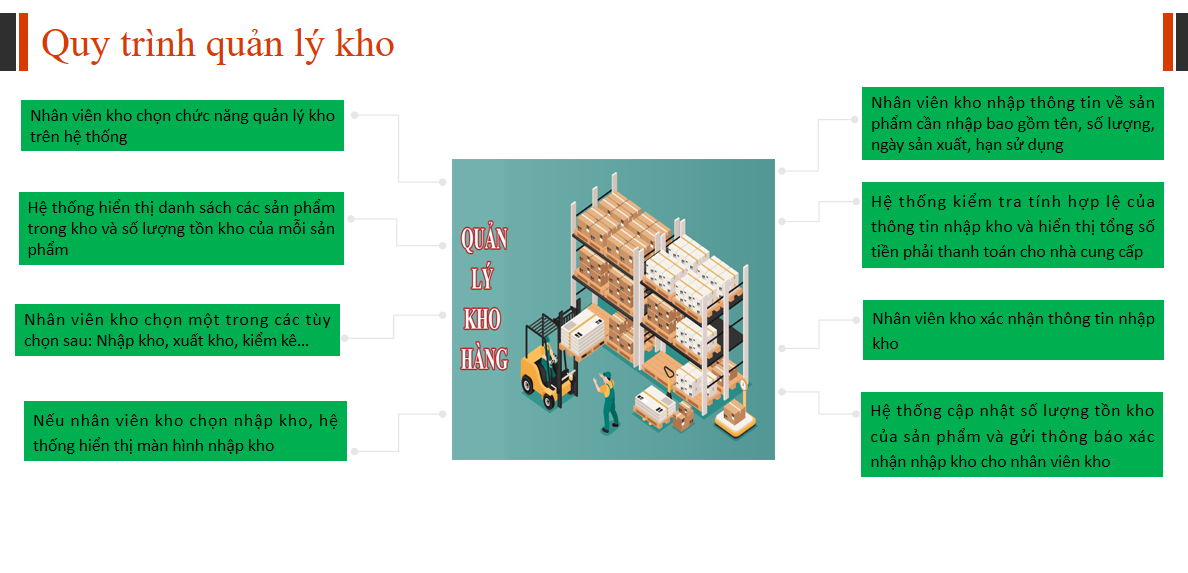 Quy trình quản lý kho
Nhân viên kho chọn chức năng quản lý kho
trên hệ thống
Hệ thống hiển thị danh sách các sản phẩm
trong kho và số lượng tồn kho của mỗi sản
phẩm
Nhân viên kho chọn một trong các tùy
chọn sau: Nhập kho, xuất kho, kiểm kê...
Nếu nhân viên kho chọn nhập kho, hệ
thống hiển thị màn hình nhập kho
QUẢN
LÝ
KHO
HÀNG
Nhân viên kho nhập thông tin về sản
phẩm cần nhập bao gồm tên, số lượng,
ngày sản xuất, hạn sử dụng
Hệ thống kiểm tra tính hợp lệ của
thông tin nhập kho và hiển thị tổng số
tiền phải thanh toán cho nhà cung cấp
Nhân viên kho xác nhận thông tin nhập
kho
Hệ thống cập nhật số lượng tồn kho
của sản phẩm và gửi thông báo xác
nhận nhập kho cho nhân viên kho